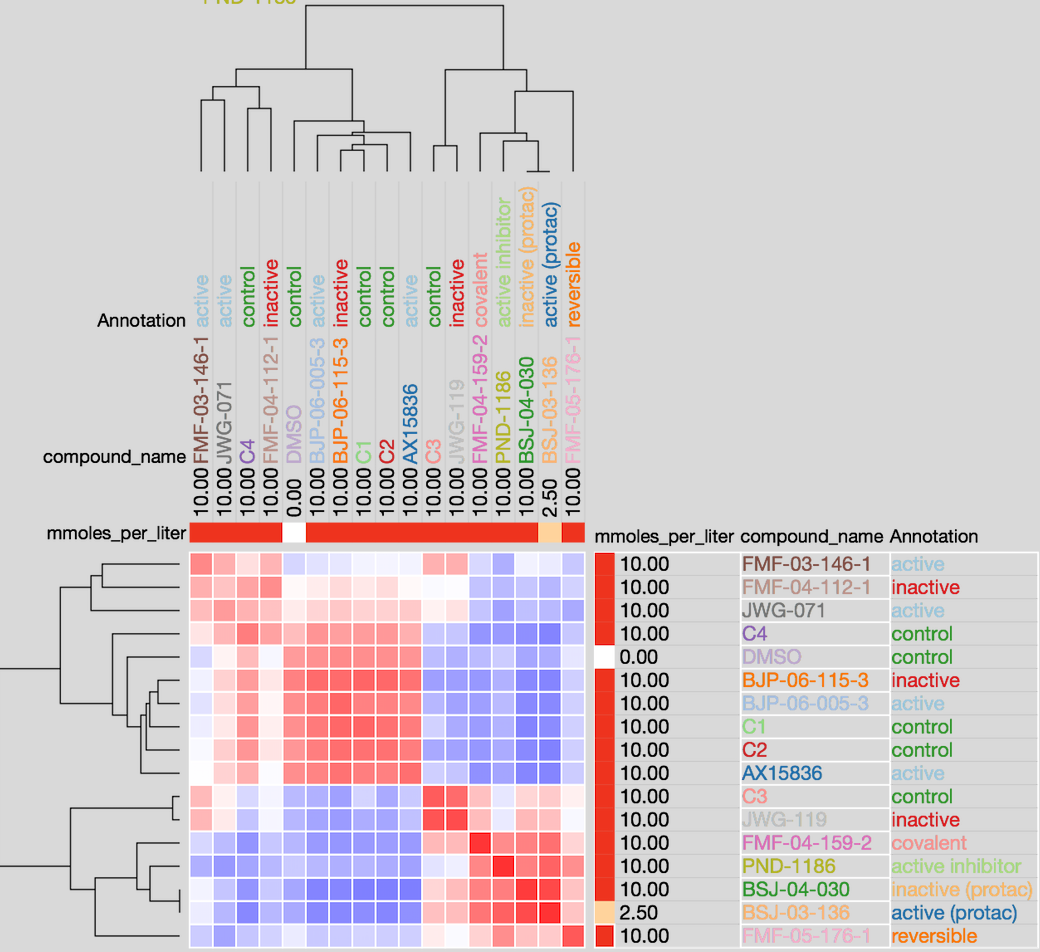 PND-1186
Annotation
active
active
control
inactive
control
active
inactive
control
control
active
control
inactive
covalent
active inhibitor
inactive (protac)
active (protac)
reversible
compound_name
FMF-03-146-1
JWG-071
C4
FMF-04-112-1
DMSO
BJP-06-005-3
BJP-06-115-3
C1
C2
AX15836
C3
JWG-119
FMF-04-159-2
PND-1186
BSJ-04-030
BSJ-03-136
FMF-05-176-1
10.00
10.00
10.00
10.00
0.00
10.00
10.00
10.00
10.00
10.00
10.00
10.00
10.00
10.00
10.00
2.50
10.00
mmoles_per_liter
mmoles_per_liter compound_name Annotation
10.00 FMF-03-146-1 active
10.00 FMF-04-112-1 inactive
10.00 JWG-071 active
10.00 C4 control
0.00 DMSO control
10.00 BJP-06-115-3 inactive
10.00 BJP-06-005-3 active
10.00 C1 control
10.00 C2 control
10.00 AX15836 active
10.00 C3 control
10.00 JWG-119 inactive
10.00 FMF-04-159-2 covalent
10.00 PND-1186 active inhibitor
10.00 BSJ-04-030 inactive (protac)
2.50 BSJ-03-136 active (protac)
10.00 FMF-05-176-1 reversible